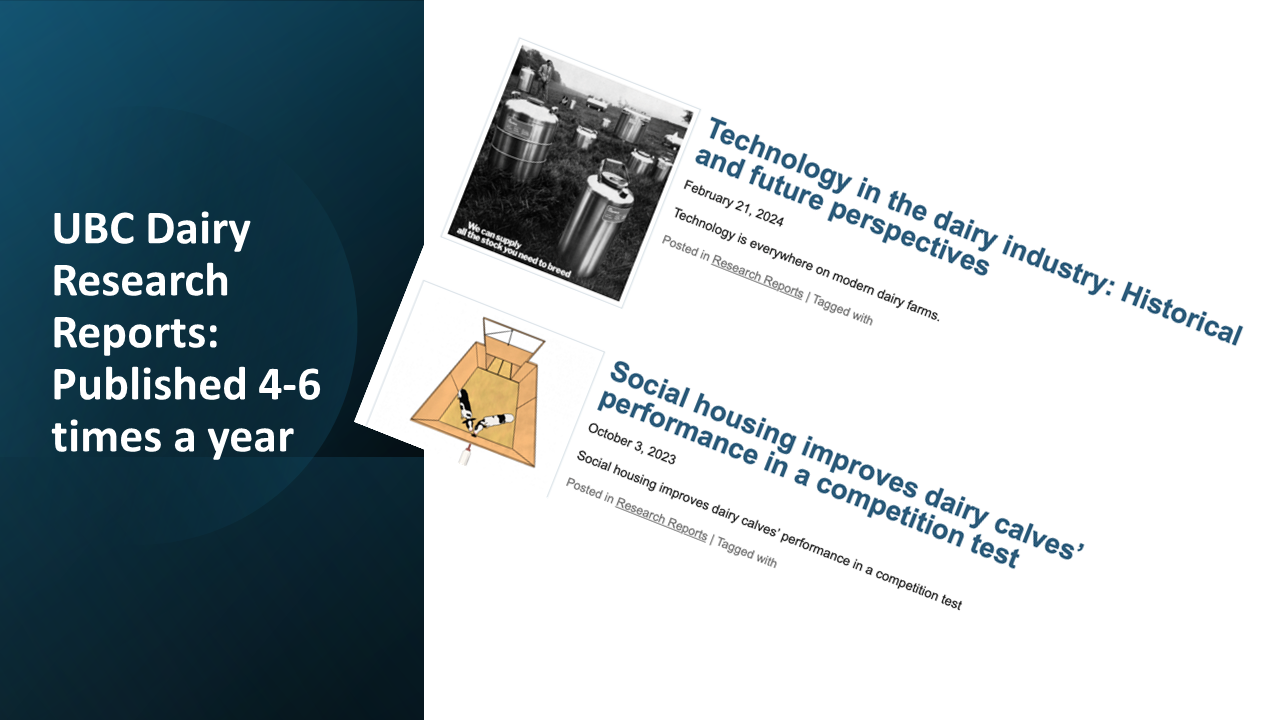 UBC Dairy
Research
Reports:
Published 4-6
times a year
We can supply
all the stock you need to breed
Technology in the dairy industry: Historical
and future perspectives
February 21, 2024
Technology is everywhere on modern dairy farms.
Posted in Research Reports | Tagged with
Social housing improves dairy calves’
performance in a competition test
October 3, 2023
Social housing improves dairy calves’ performance in a competition test
Posted in Research Reports | Tagged with